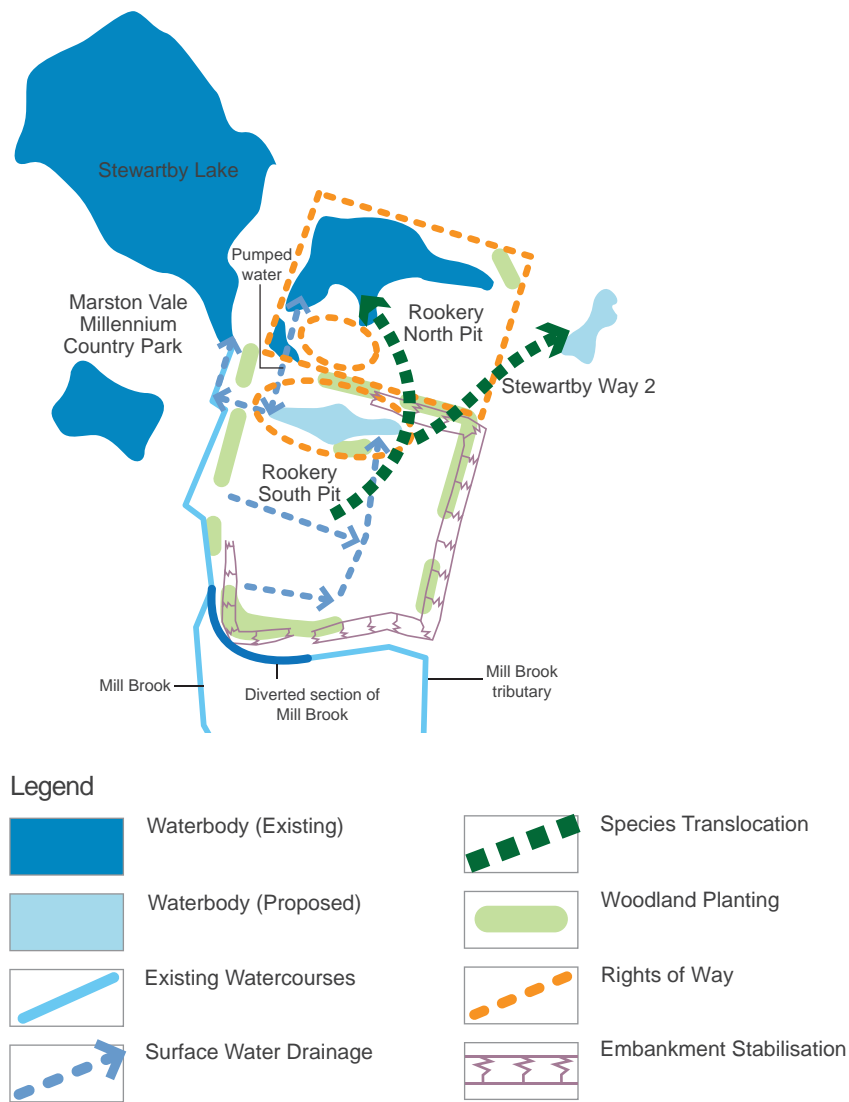 Stewartby Lake
Pumped
water
Marston Vale
Millennium
Country Park
Rookery
North Pit
Stewartby Way 2
Rookery
South Pit
Mill Brook
Diverted section of
Mill Brook
Mill Brook
tributary
Legend
Waterbody (Existing)
Waterbody (Proposed)
Existing Watercourses
Surface Water Drainage
Species Translocation
Woodland Planting
Rights of Way
Embankment Stabilisation